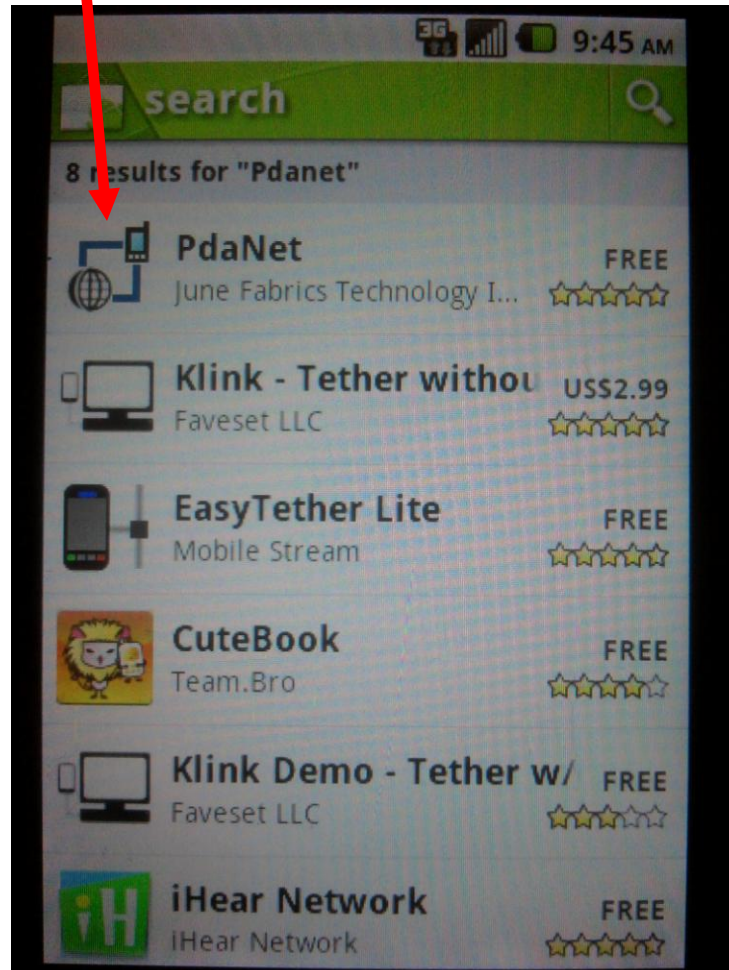 3G 9:45 AM
search
8 results for "Pdanet"
PdaNet
FREE
June Fabrics Technology I...
Klink - Tether withou
US$2.99
Faveset LLC
EasyTether Lite
FREE
Mobile Stream
CuteBook
FREE
Team.Bro
Klink Demo - Tether w/
FREE
Faveset LLC
iH
iHear Network
FREE
iHear Network